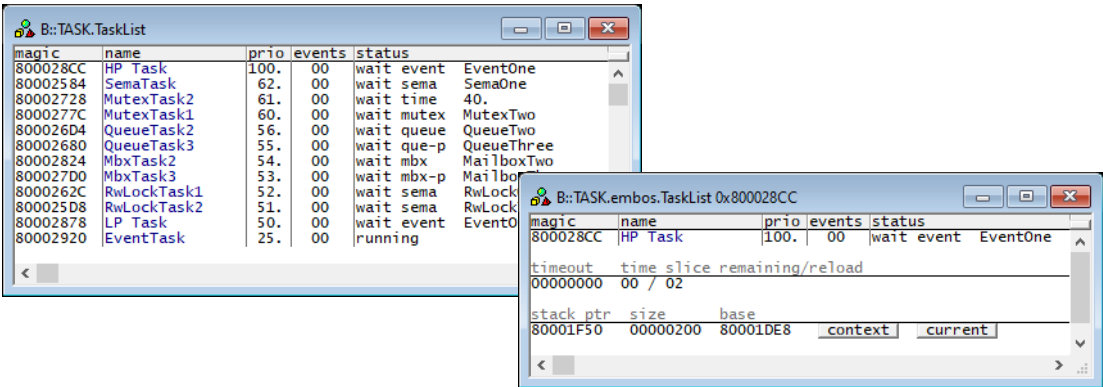 B::TASK.TaskList
magic name prio events status
800028CC HP Task 100. 00 wait event EventOne
80002584 SemaTask 62. 00 wait sema SemaOne
80002728 MutexTask2 61. 00 wait time 40.
8000277C MutexTask1 60. 00 wait mutex MutexTwo
800026D4 QueueTask2 56. 00 wait queue QueueTwo
80002680 QueueTask3 55. 00 wait que-p QueueThree
80002824 MbxTask2 54. 00 wait mbx MailboxTwo
800027D0 MbxTask3 53. 00 wait mbx-p Mailbo
8000262C RwLockTask1 52. 00 wait sema RwLock
800025D8 RwLockTask2 51. 00 wait sema RwLock
80002878 LP Task 50. 00 wait event EventO
80002920 EventTask 25. 00 running
B::TASK.embos.TaskList 0x800028CC
magic name prio events status
800028CC HP Task 100. 00 wait event EventOne
timeout time slice remaining/reload
00000000 00 / 02
stack ptr size base
80001F50 00000200 80001DE8 context current